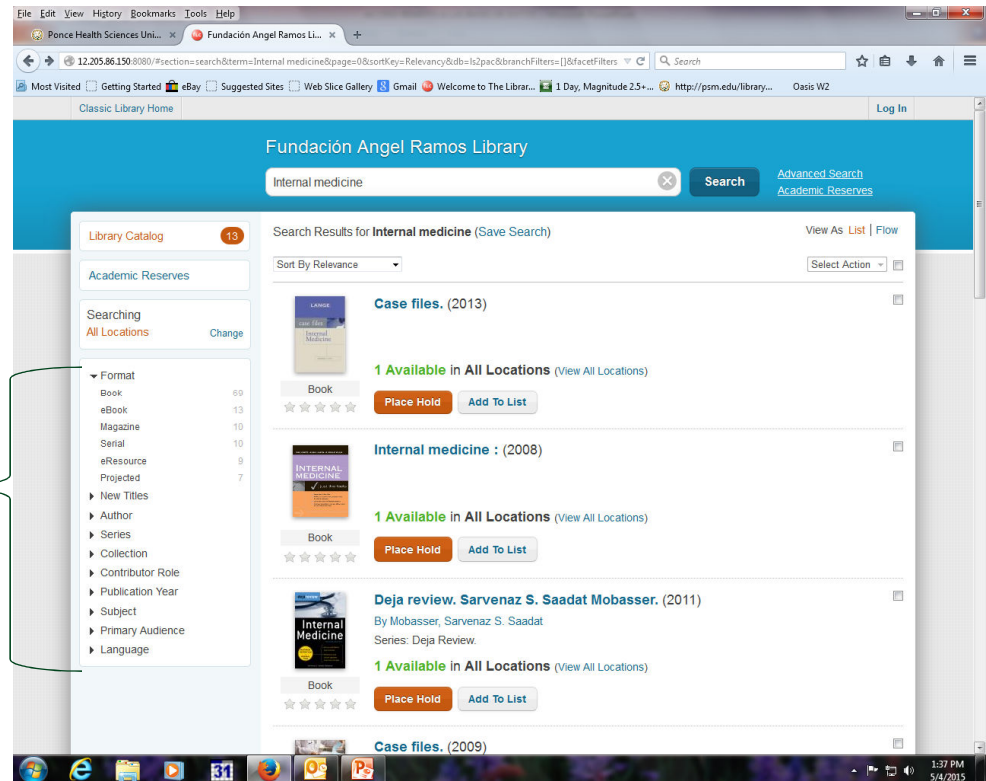 File Edit View History Bookmarks Tools Help
Ponce Health Sciences Uni... × Fundación Angel Ramos Li... × +
12.205.86.150:8080/#section=search&term=Internal medicine&page=0&sortKey=Relevancy&db=ls2pac&branchFilters=[]&facetFilters Search
Most Visited Getting Started eBay Suggested Sites Web Slice Gallery Gmail Welcome to The Librar... 1 Day, Magnitude 2.5+... http://psm.edu/library... Oasis W2
Classic Library Home Log In
Fundación Angel Ramos Library
Internal medicine Search Advanced Search
Academic Reserves
Library Catalog 13
Academic Reserves
Searching
All Locations Change
Format
Book 69
eBook 13
Magazine 10
Serial 10
eResource 9
Projected 7
New Titles
Author
Series
Collection
Contributor Role
Publication Year
Subject
Primary Audience
Language
Search Results for Internal medicine (Save Search) View As List | Flow
Sort By Relevance Select Action
LANGE
case files
Internal
Medicine
Book
Case files. (2013)
1 Available in All Locations (View All Locations)
Place Hold Add To List
INTERNAL
MEDICINE
Book
Internal medicine : (2008)
1 Available in All Locations (View All Locations)
Place Hold Add To List
Internal
Medicine
Book
Deja review. Sarvenaz S. Saadat Mobasser. (2011)
By Mobasser, Sarvenaz S. Saadat
Series: Deja Review.
1 Available in All Locations (View All Locations)
Place Hold Add To List
Case files. (2009)
31
1:37 PM
5/4/2015